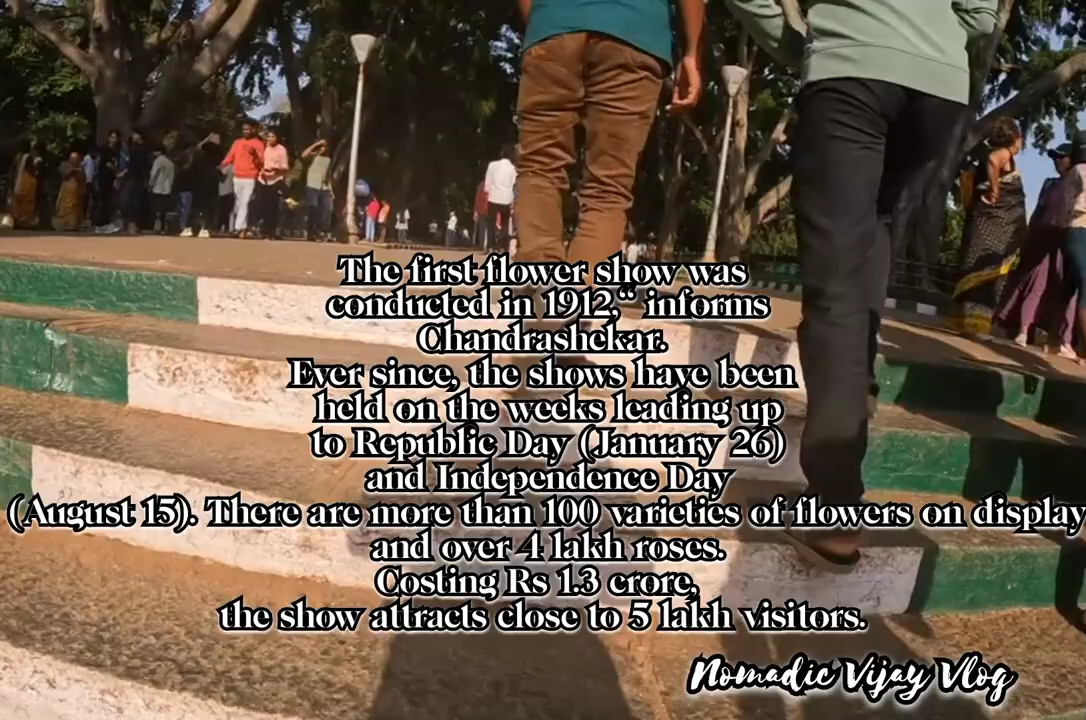 The first flower show was
conducted in 1912,“ informs
Chandrashekar.
Ever since, the shows have been
held on the weeks leading up
to Republic Day (January 26)
and Independence Day
(August 15). There are more than 100 varieties of flowers on display
and over 4 lakh roses.
Costing Rs 1.3 crore,
the show attracts close to 5 lakh visitors.
Nomadic Vijay Vlog